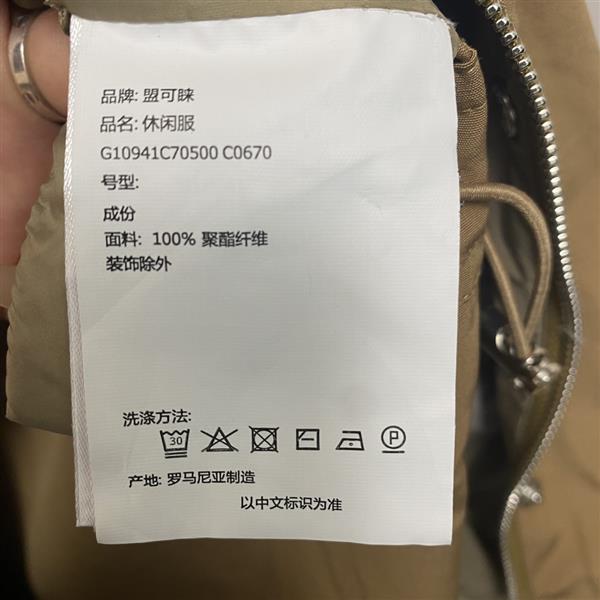 品牌: 盟可睐
品名: 休闲服
G10941C70500 C0670
号型:
成份
面料: 100% 聚酯纤维
装饰除外
洗涤方法:
30 P
产地: 罗马尼亚制造
以中文标识为准